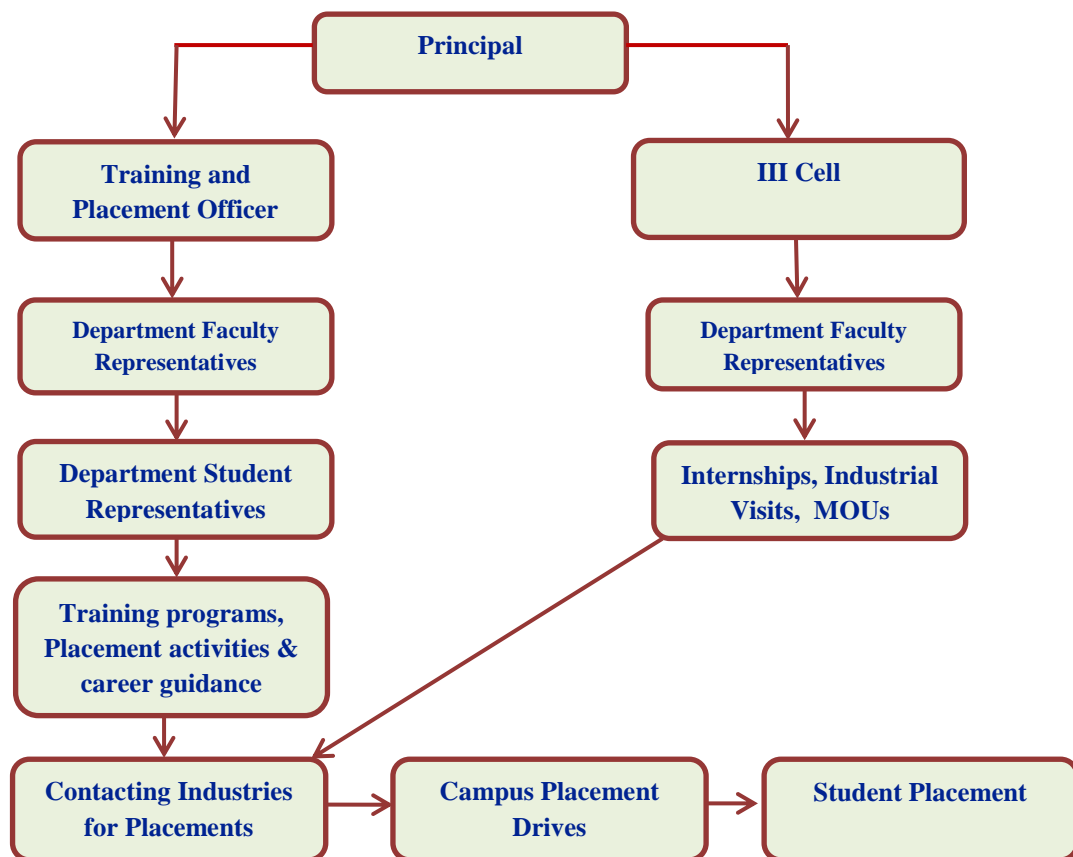 Principal
Training and
Placement Officer
III Cell
Department Faculty
Representatives
Department Faculty
Representatives
Department Student
Representatives
Internships, Industrial
Visits, MOUs
Training programs,
Placement activities &
career guidance
Contacting Industries
for Placements
Campus Placement
Drives
Student Placement